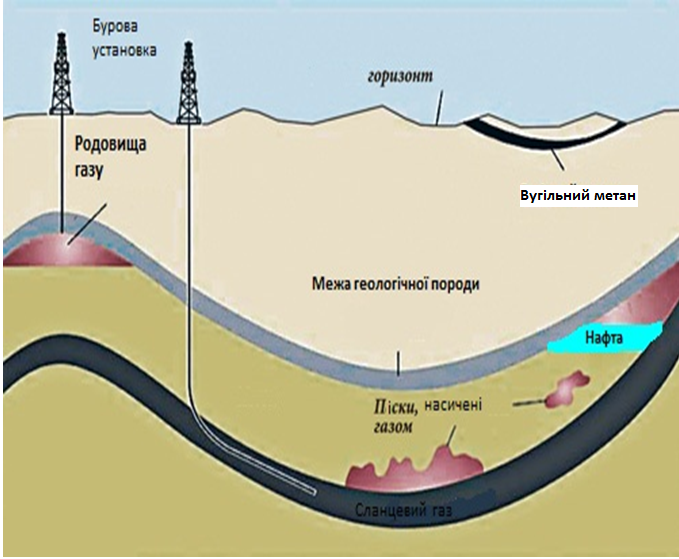 Бурова
установка
горизонт
Родовища
газу
Вугільний метан
Межа геологічної породи
Нафта
Піски, насичені
газом
Сланцевий газ